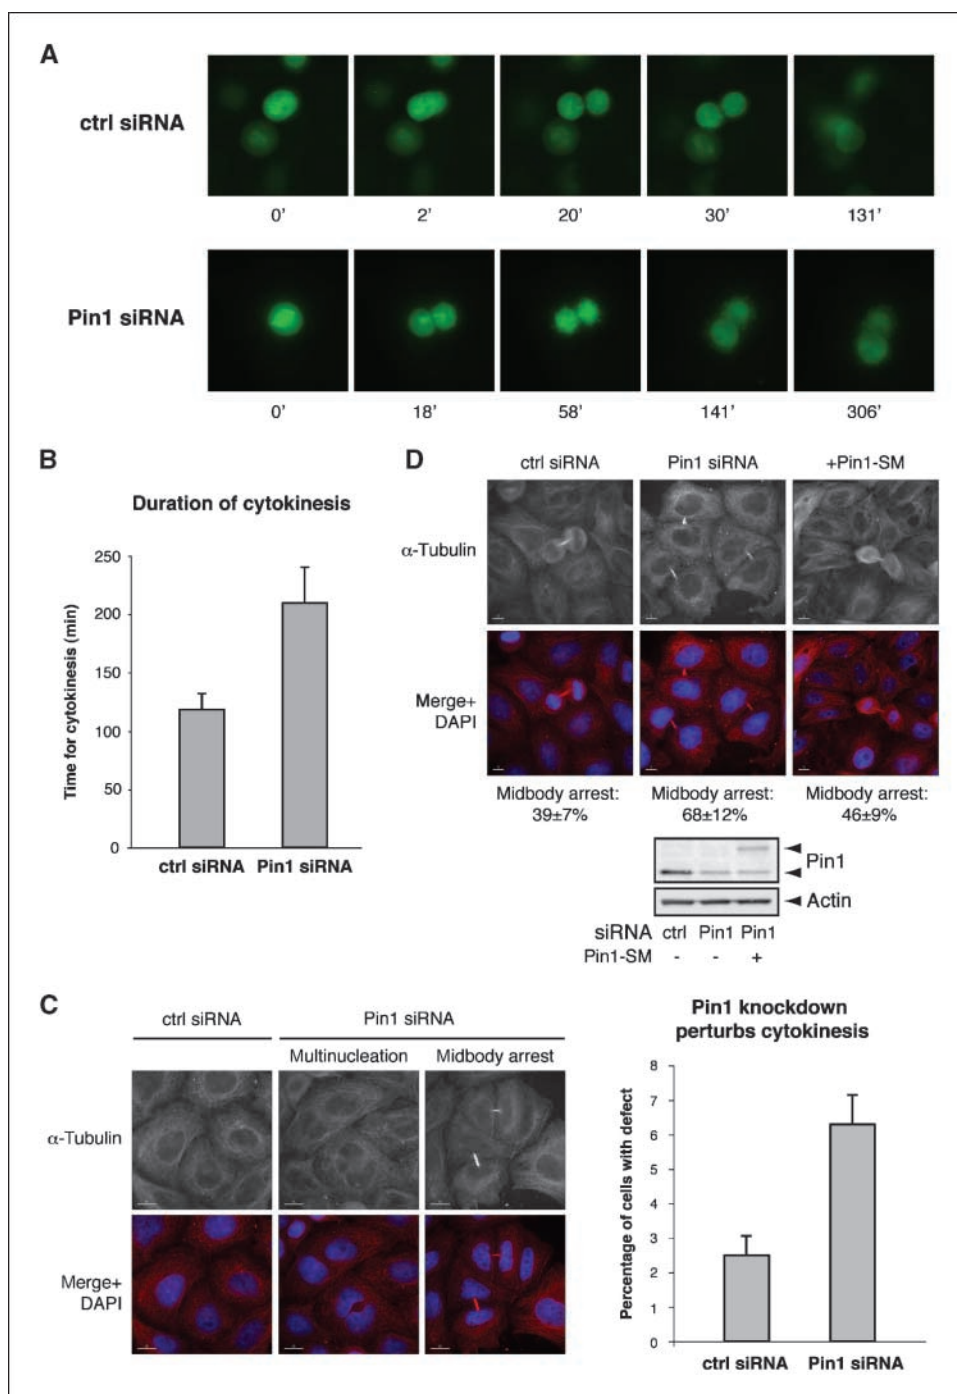 A
ctrl siRNA
0' 2' 20' 30' 131'
Pin1 siRNA
0' 18' 58' 141' 306'
B
Duration of cytokinesis
Time for cytokinesis (min)
250
200
150
100
50
0
ctrl siRNA Pin1 siRNA
D
ctrl siRNA Pin1 siRNA +Pin1-SM
α-Tubulin
Merge+
DAPI
Midbody arrest: Midbody arrest: Midbody arrest:
39±7% 68±12% 46±9%
Pin1
Actin
siRNA ctrl Pin1 Pin1
Pin1-SM - - +
C
ctrl siRNA Pin1 siRNA
Multinucleation Midbody arrest
α-Tubulin
Merge+
DAPI
Pin1 knockdown
perturbs cytokinesis
Percentage of cells with defect
8
7
6
5
4
3
2
1
0
ctrl siRNA Pin1 siRNA